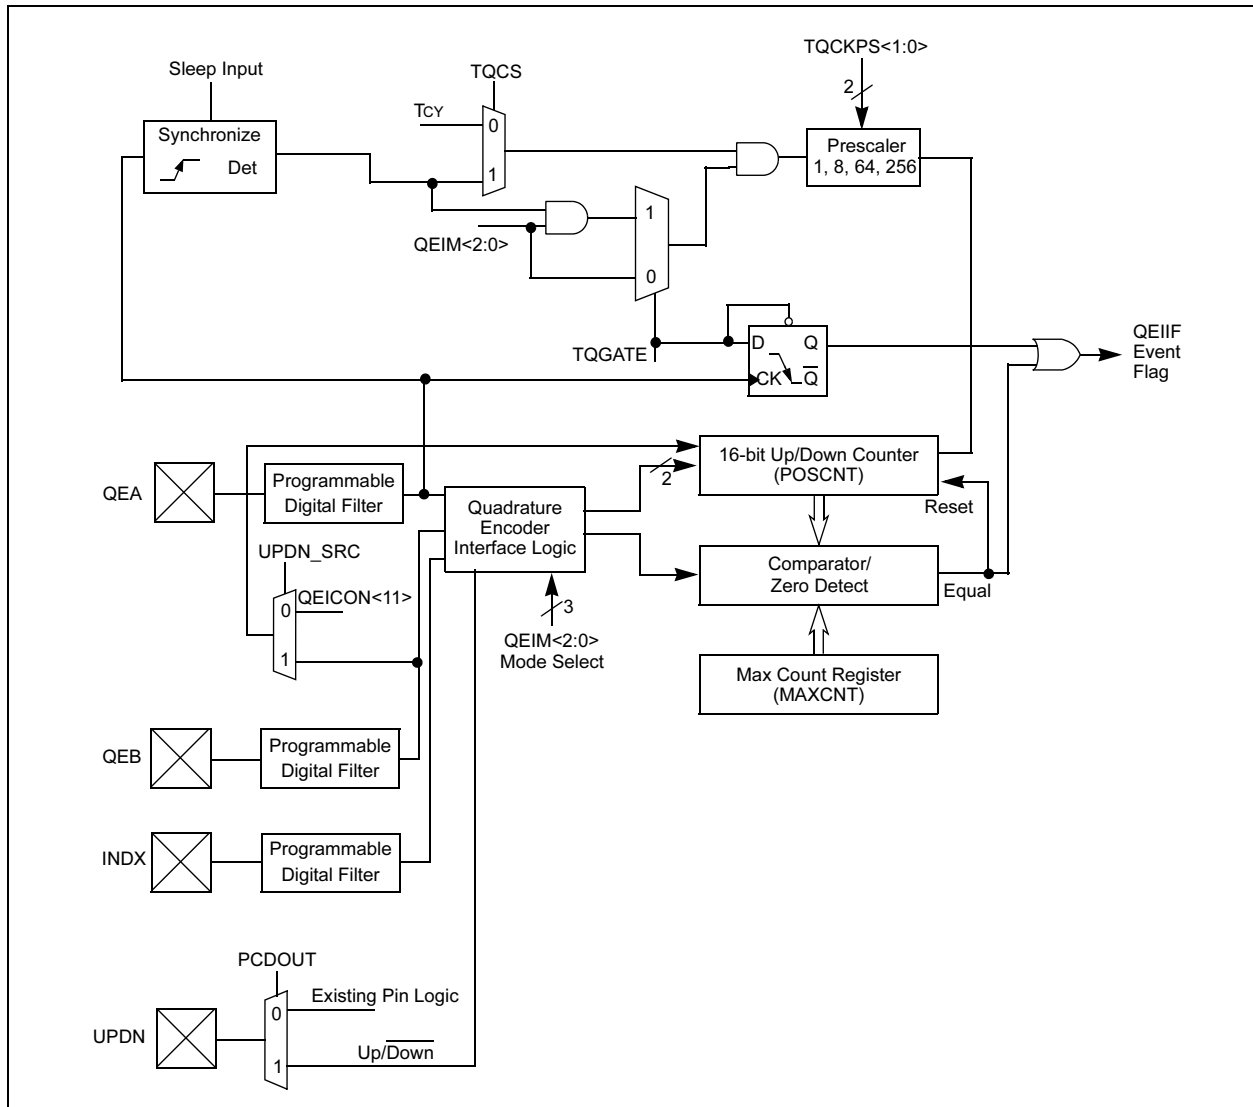 TQCKPS<1:0>
Sleep Input
TQCS
2
TCY
0
Synchronize
Det
1
Prescaler
1, 8, 64, 256
1
QEIM<2:0>
0
TQGATE
D Q
CK Q
QEIIF
Event
Flag
16-bit Up/Down Counter
(POSCNT)
2
QEA
Programmable
Digital Filter
Quadrature
Encoder
Interface Logic
Reset
UPDN_SRC
0
QEICON<11>
1
Comparator/
Zero Detect
Equal
3
QEIM<2:0>
Mode Select
Max Count Register
(MAXCNT)
QEB
Programmable
Digital Filter
INDX
Programmable
Digital Filter
PCDOUT
Existing Pin Logic
0
UPDN
Up/Down
1